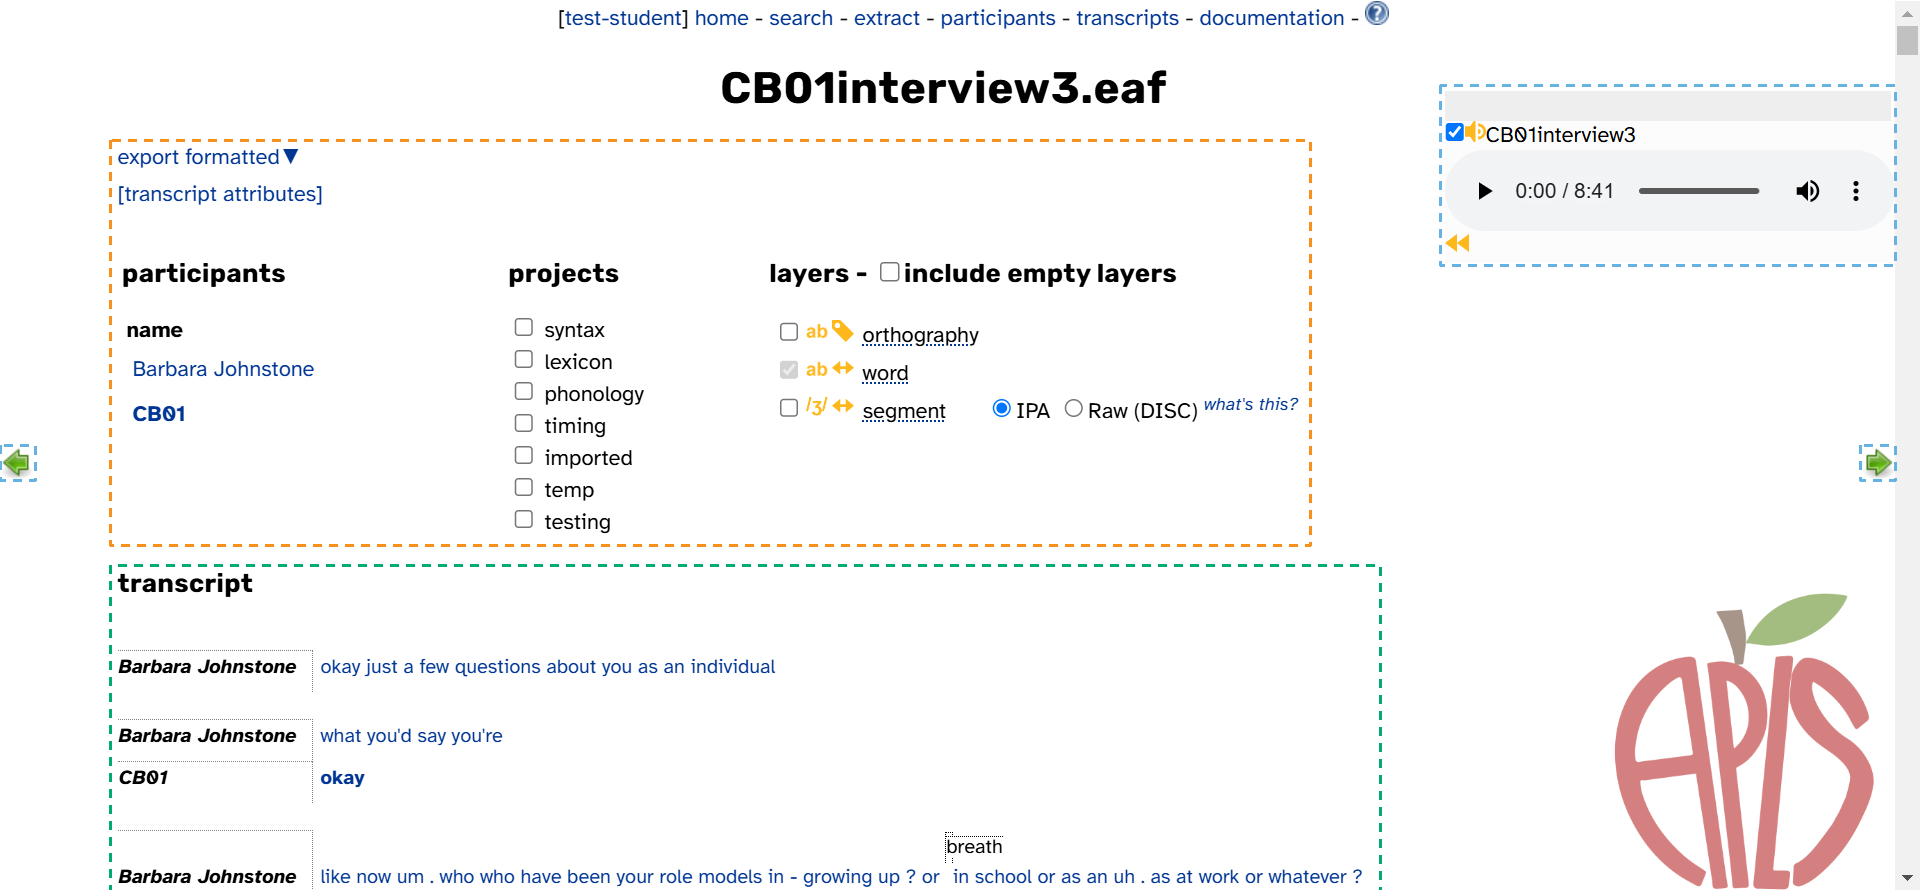 [test-student] home - search - extract - participants - transcripts - documentation - ?
CB01interview3.eaf
CB01interview3
0:00 / 8:41
export formatted▼
[transcript attributes]
participants
name
Barbara Johnstone
CB01
projects
syntax
lexicon
phonology
timing
imported
temp
testing
layers - include empty layers
ab orthography
ab word
/ʒ/ segment IPA Raw (DISC) what's this?
transcript
Barbara Johnstone okay just a few questions about you as an individual
Barbara Johnstone what you'd say you're
CB01 okay
breath
Barbara Johnstone like now um . who who have been your role models in - growing up ? or in school or as an uh . as at work or whatever ?
APLS